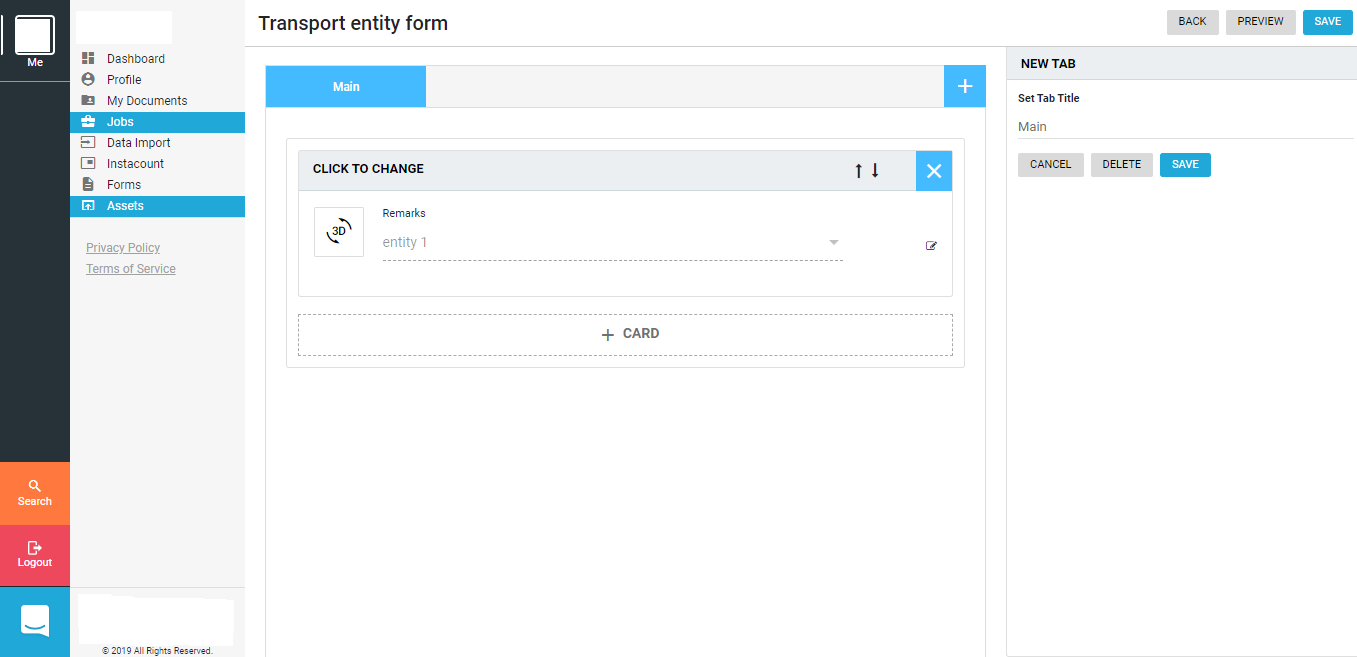 Me
Search
Logout
Dashboard
Profile
My Documents
Jobs
Data Import
Instacount
Forms
Assets
Privacy Policy
Terms of Service
© 2019 All Rights Reserved.
Transport entity form
BACK
PREVIEW
SAVE
Main
CLICK TO CHANGE
3D
Remarks
entity 1
CARD
NEW TAB
Set Tab Title
Main
CANCEL
DELETE
SAVE